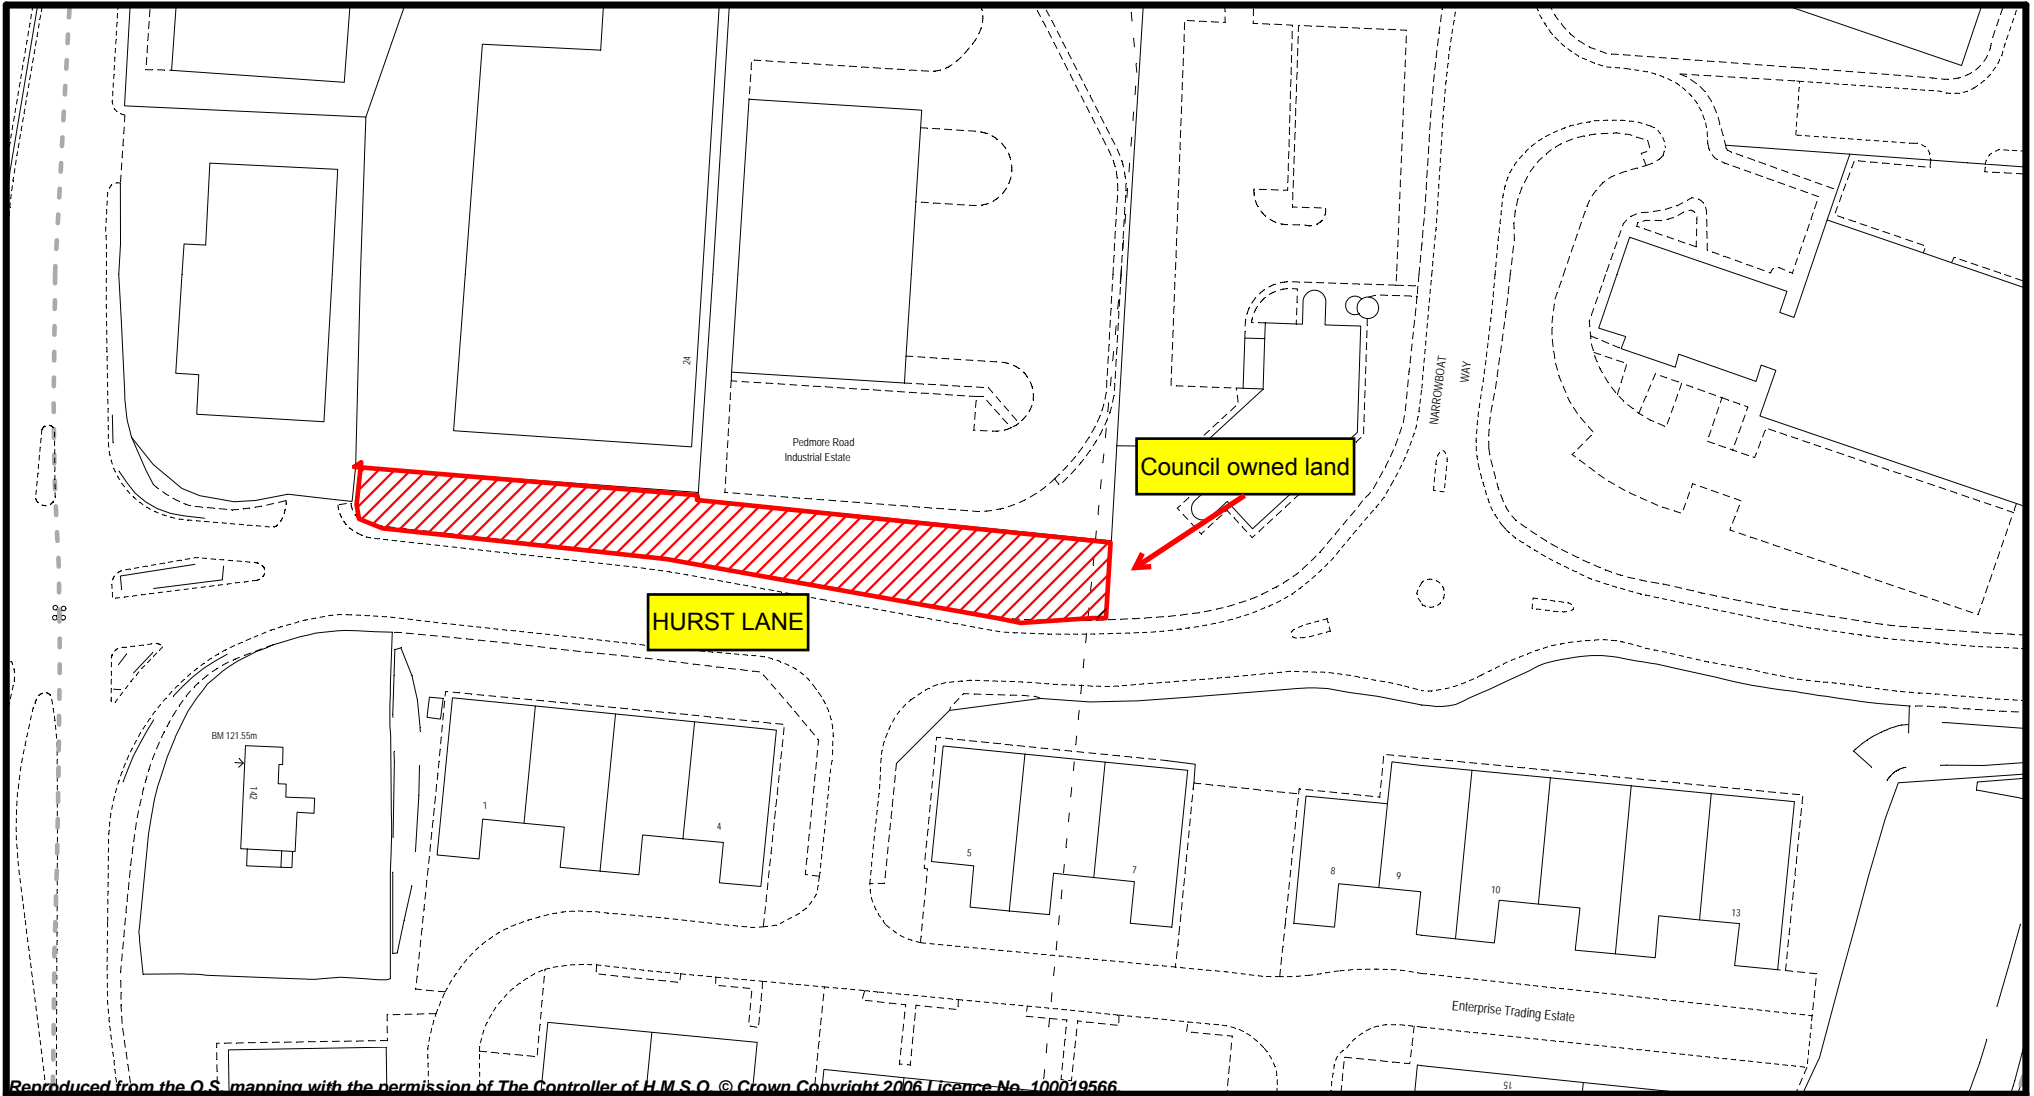 24
NARROWBOAT
WAY
Pedmore Road
Industrial Estate
Council owned land
HURST LANE
BM 121.55m
142
1
4
5
7
8
9
10
13
Enterprise Trading Estate
15
Reproduced from the O.S. mapping with the permission of The Controller of H.M.S.O. © Crown Copyright 2006 Licence No. 100019566.